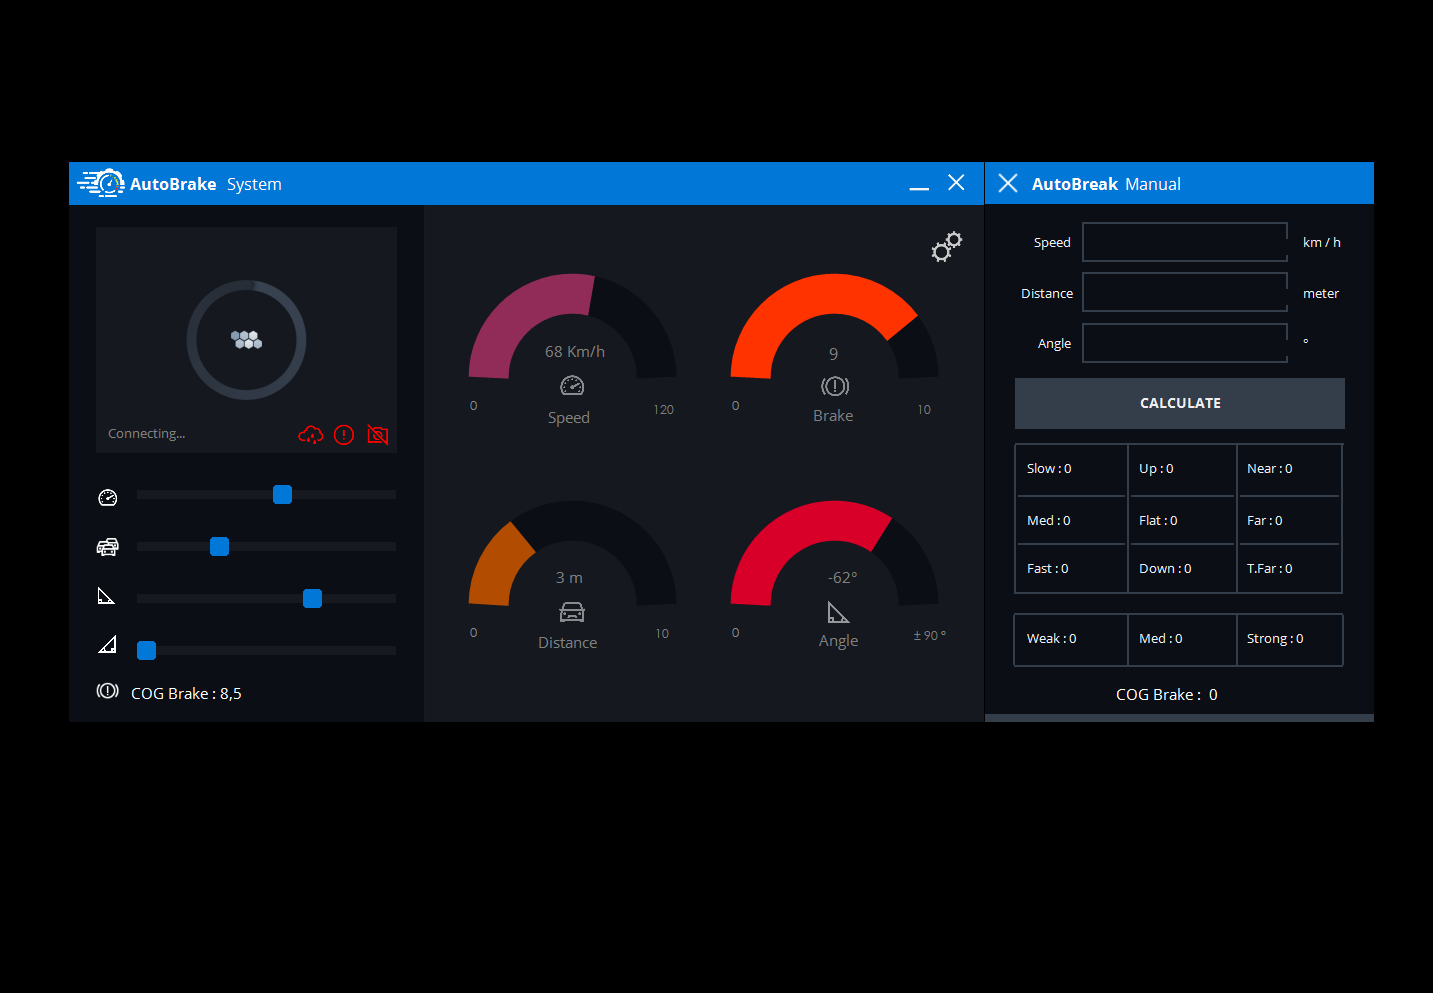 AutoBrake System
Connecting...
COG Brake : 8,5
68 Km/h
0 120
Speed
9
0 10
Brake
3 m
0 10
Distance
-62°
0 ± 90 °
Angle
AutoBreak Manual
Speed km / h
Distance meter
Angle °
CALCULATE
Slow : 0 Up : 0 Near : 0
Med : 0 Flat : 0 Far : 0
Fast : 0 Down : 0 T.Far : 0
Weak : 0 Med : 0 Strong : 0
COG Brake : 0